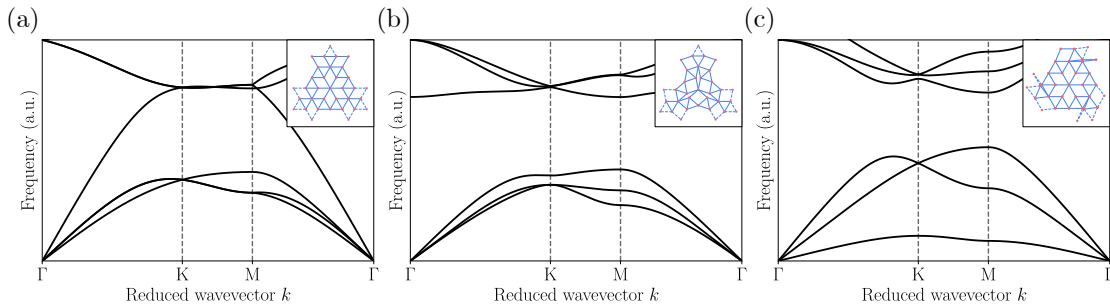 (a)
Frequency (a.u.)
Γ K M Γ
Reduced wavevector k
(b)
Frequency (a.u.)
Γ K M Γ
Reduced wavevector k
(c)
Frequency (a.u.)
Γ K M Γ
Reduced wavevector k